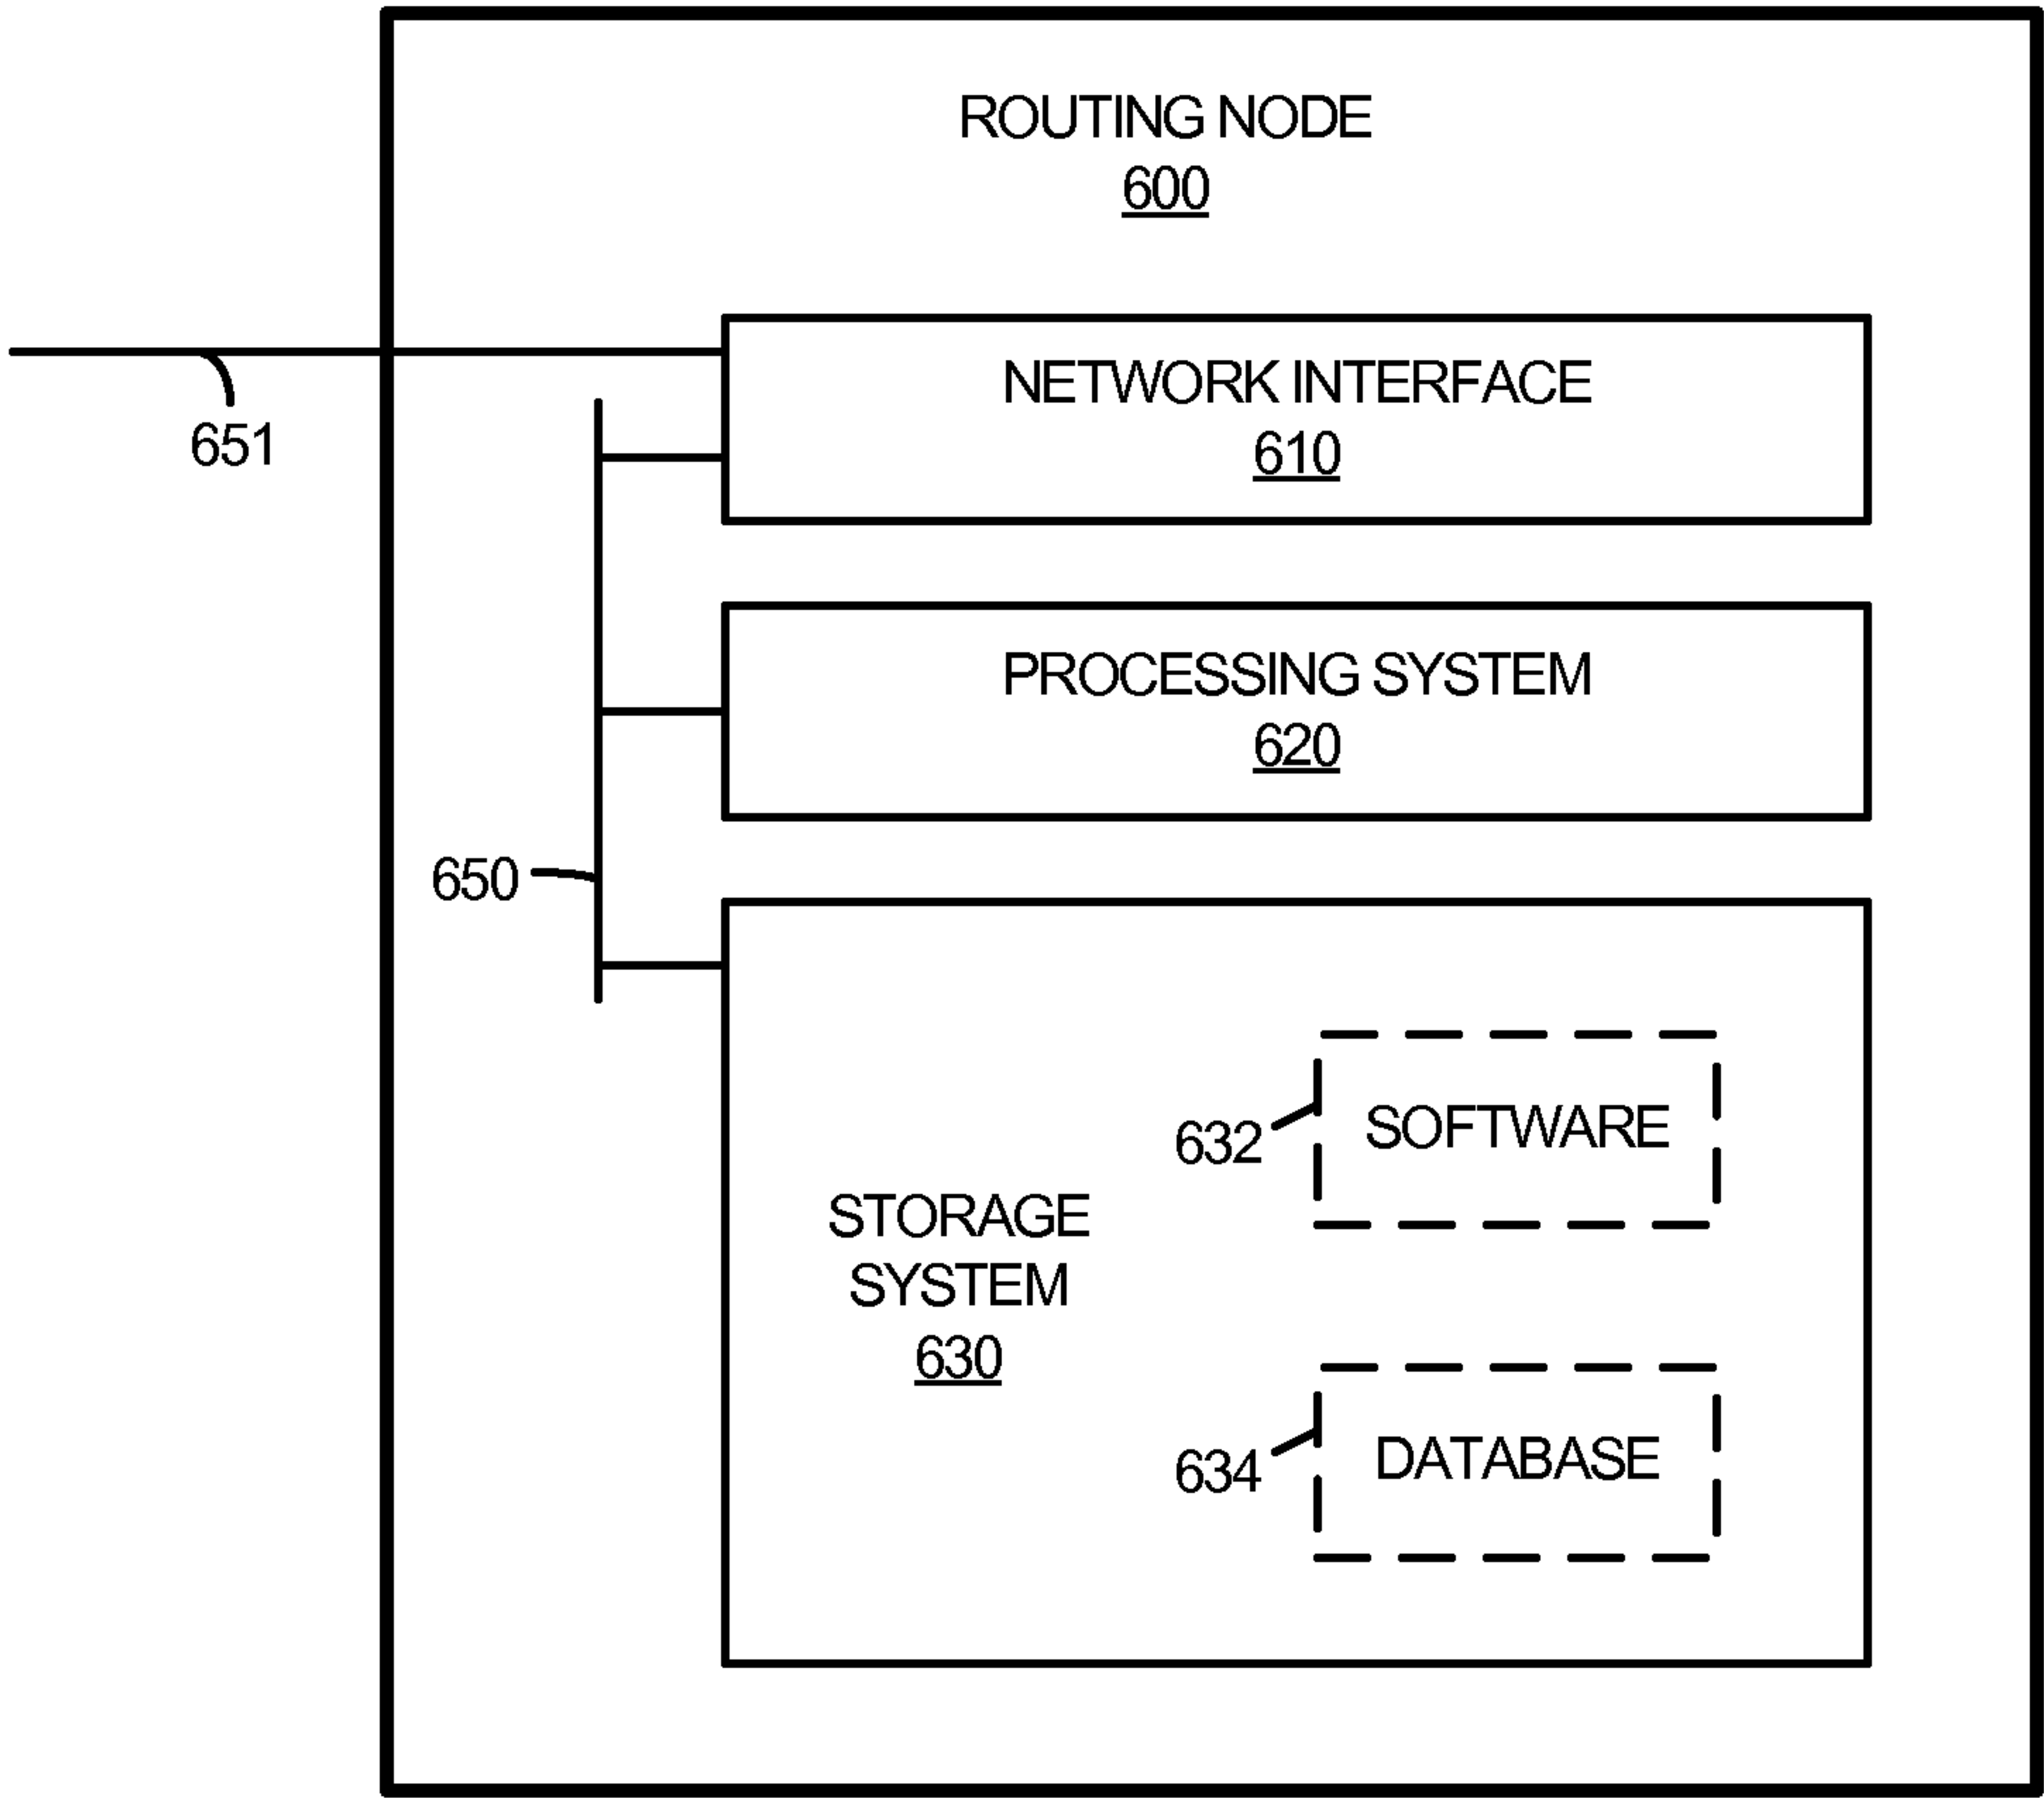 ROUTING NODE
600
NETWORK INTERFACE
610
651
PROCESSING SYSTEM
620
650
632
SOFTWARE
STORAGE
SYSTEM
630
634
DATABASE